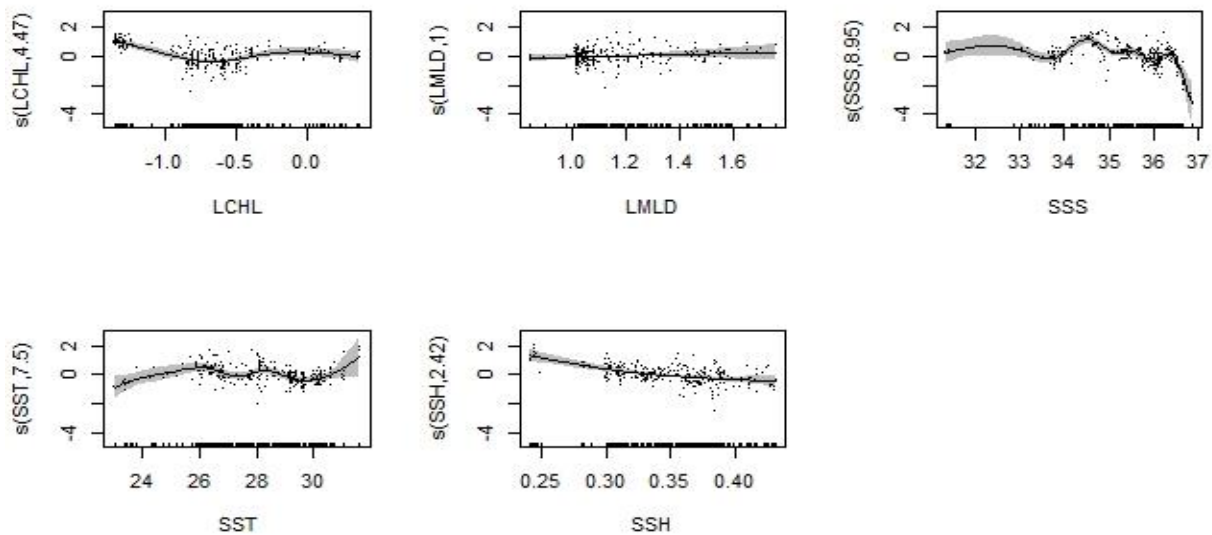 s(LCHL,4.47)
2
0
-4
-1.0 -0.5 0.0
LCHL
s(LMLD,1)
2
0
-4
1.0 1.2 1.4 1.6
LMLD
s(SSS,8.95)
2
0
-4
32 33 34 35 36 37
SSS
s(SST,7.5)
2
0
-4
24 26 28 30
SST
s(SSH,2.42)
2
0
-4
0.25 0.30 0.35 0.40
SSH